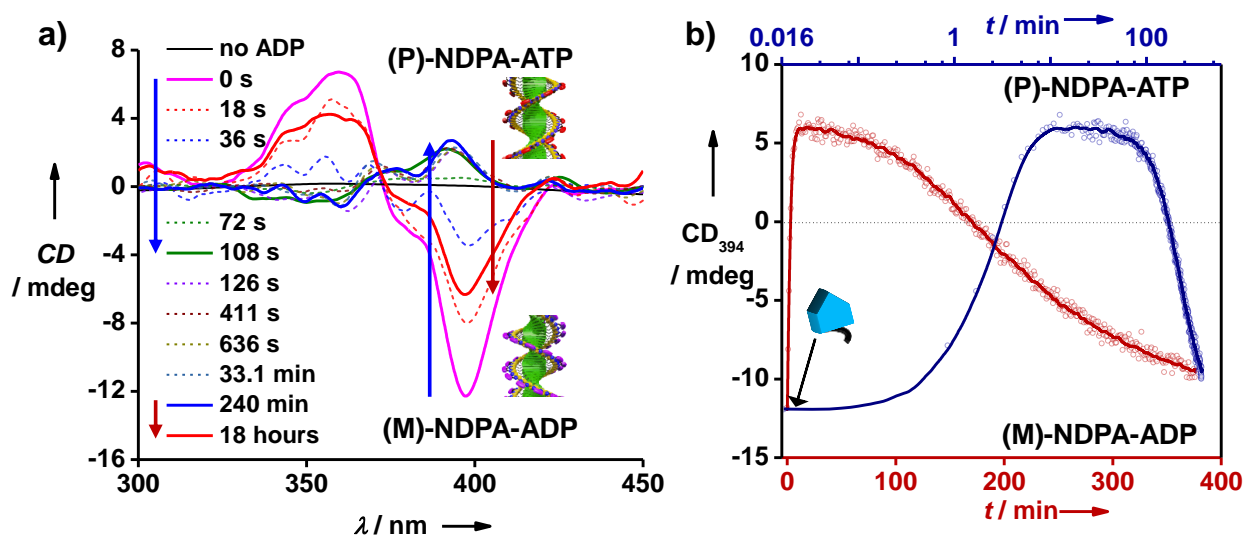 a)
8
4
0
-4
-8
-12
-16
CD
/ mdeg
no ADP
0 s
18 s
36 s
72 s
108 s
126 s
411 s
636 s
33.1 min
240 min
18 hours
(P)-NDPA-ATP
(M)-NDPA-ADP
300 350 400 450
λ / nm
b)
t / min
0.016 1 100
(P)-NDPA-ATP
10
5
0
-5
-10
-15
CD394
/ mdeg
(M)-NDPA-ADP
0 100 200 300 400
t / min